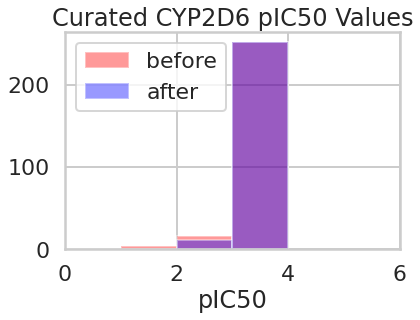 Curated CYP2D6 pIC50 Values
before
after
200
100
0
0 2 4 6
pIC50